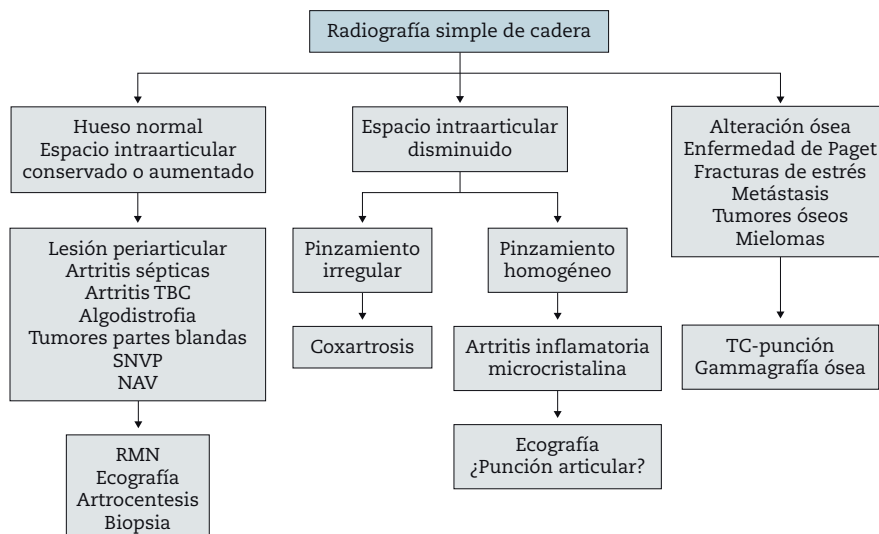 Radiografía simple de cadera
Hueso normal
Espacio intraarticular
conservado o aumentado
Lesión periarticular
Artritis sépticas
Artritis TBC
Algodistrofia
Tumores partes blandas
SNVP
NAV
RMN
Ecografía
Artrocentesis
Biopsia
Espacio intraarticular
disminuido
Pinzamiento
irregular
Coxartrosis
Pinzamiento
homogéneo
Artritis inflamatoria
microcristalina
Ecografía
¿Punción articular?
Alteración ósea
Enfermedad de Paget
Fracturas de estrés
Metástasis
Tumores óseos
Mielomas
TC-punción
Gammagrafía ósea